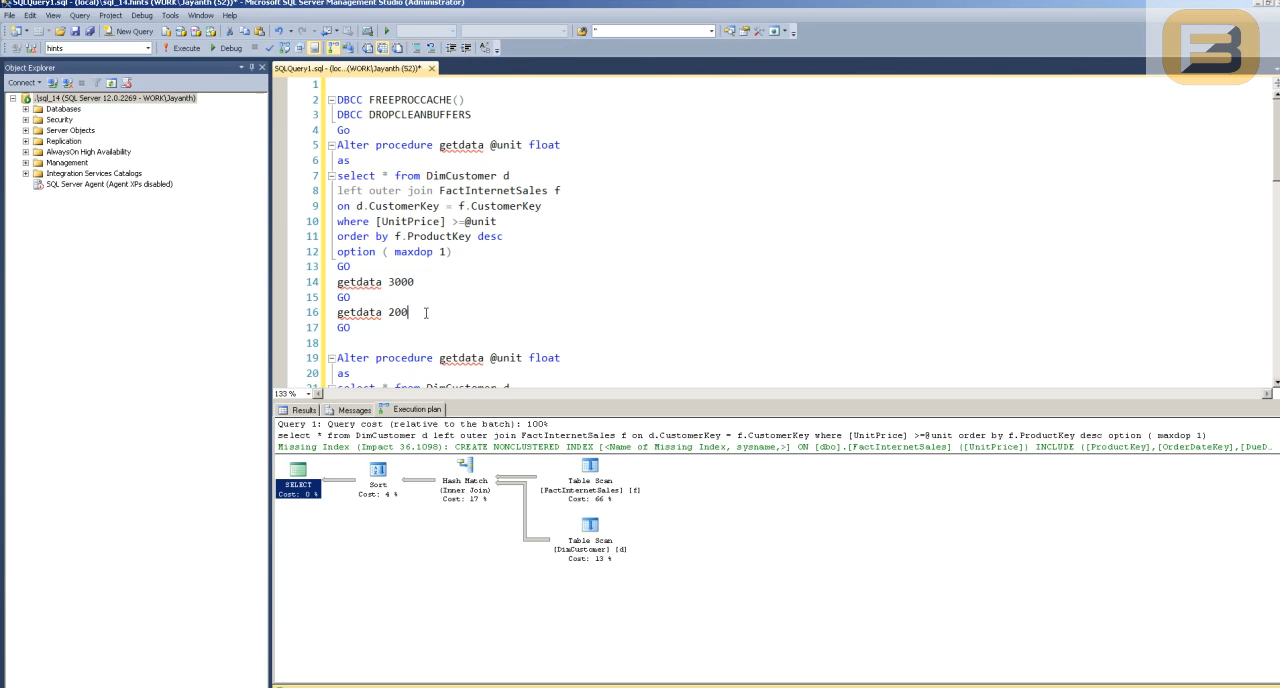 SQLQuery1.sql - (local)\sql_14.hints (WORK\Jayanth (52))* - Microsoft SQL Server Management Studio (Administrator)
File Edit View Query Project Debug Tools Window Help
New Query
hints Execute Debug
Object Explorer
SQLQuery1.sql - (loc...(WORK\Jayanth (52))*
Connect
.\sql_14 (SQL Server 12.0.2269 - WORK\Jayanth)
Databases
Security
Server Objects
Replication
AlwaysOn High Availability
Management
Integration Services Catalogs
SQL Server Agent (Agent XPs disabled)
1
2 DBCC FREEPROCCACHE()
3 DBCC DROPCLEANBUFFERS
4 Go
5 Alter procedure getdata @unit float
6 as
7 select * from DimCustomer d
8 left outer join FactInternetSales f
9 on d.CustomerKey = f.CustomerKey
10 where [UnitPrice] >=@unit
11 order by f.ProductKey desc
12 option ( maxdop 1)
13 GO
14 getdata 3000
15 GO
16 getdata 200
17 GO
18
19 Alter procedure getdata @unit float
20 as
21 select * from DimCustomer d
133 %
Results Messages Execution plan
Query 1: Query cost (relative to the batch): 100%
select * from DimCustomer d left outer join FactInternetSales f on d.CustomerKey = f.CustomerKey where [UnitPrice] >=@unit order by f.ProductKey desc option ( maxdop 1)
Missing Index (Impact 36.1098): CREATE NONCLUSTERED INDEX [<Name of Missing Index, sysname,>] ON [dbo].[FactInternetSales] ([UnitPrice]) INCLUDE ([ProductKey],[OrderDateKey],[DueD...
SELECT
Cost: 0 %
Sort
Cost: 4 %
Hash Match
(Inner Join)
Cost: 17 %
Table Scan
[FactInternetSales] [f]
Cost: 66 %
Table Scan
[DimCustomer] [d]
Cost: 13 %